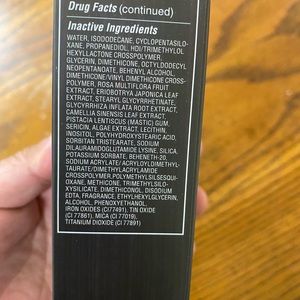 Drug Facts (continued)
Inactive Ingredients
WATER, ISODODECANE, CYCLOPENTASILO-
XANE, PROPANEDIOL, HDI/TRIMETHYLOL
HEXYLLACTONE CROSSPOLYMER,
GLYCERIN, DIMETHICONE, OCTYLDODECYL
NEOPENTANOATE, BEHENYL ALCOHOL,
DIMETHICONE/VINYL DIMETHICONE CROSS-
POLYMER, ROSA MULTIFLORA FRUIT
EXTRACT, ERIOBOTRYA JAPONICA LEAF
EXTRACT, STEARYL GLYCYRRHETINATE,
GLYCYRRHIZA INFLATA ROOT EXTRACT,
CAMELLIA SINENSIS LEAF EXTRACT,
PISTACIA LENTISCUS (MASTIC) GUM,
SERICIN, ALGAE EXTRACT, LECITHIN,
INOSITOL, POLYHYDROXYSTEARIC ACID,
SORBITAN TRISTEARATE, SODIUM
DILAURAMIDOGLUTAMIDE LYSINE, SILICA,
POTASSIUM SORBATE, BEHENETH-20,
SODIUM ACRYLATE/ ACRYLOYLDIMETHYL-
TAURATE/DIMETHYLACRYLAMIDE
CROSSPOLYMER,POLYMETHYLSILSESQUI-
OXANE, METHICONE, TRIMETHYLSILO-
XYSILICATE, DIMETHICONOL, DISODIUM
EDTA, FRAGRANCE, ETHYLHEXYLGLYCERIN,
ALCOHOL, PHENOXYETHANOL,
IRON OXIDES (CI77491), TIN OXIDE
(CI 77861), MICA (CI 77019),
TITANIUM DIOXIDE (CI 77891)